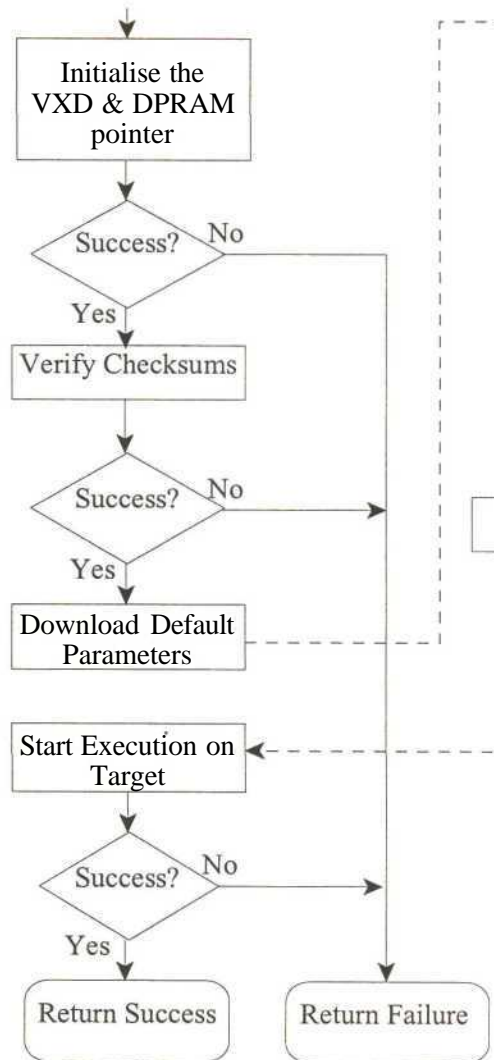 Initialise the
VXD & DPRAM
pointer
Success?
No
Yes
Verify Checksums
Success?
No
Yes
Download Default
Parameters
Start Execution on
Target
Success?
No
Yes
Return Success
Return Failure